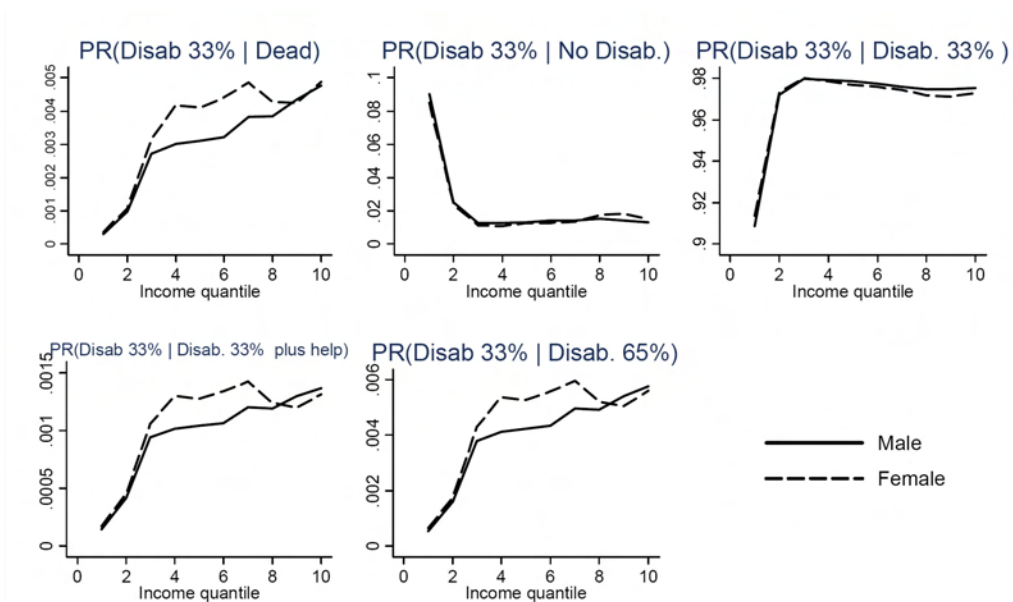 PR(Disab 33% | Dead)
.005
.004
.003
.002
.001
0
0 2 4 6 8 10
Income quantile
PR(Disab 33% | No Disab.)
.1
.08
.06
.04
.02
0
0 2 4 6 8 10
Income quantile
PR(Disab 33% | Disab. 33% )
.98
.96
.94
.92
.9
0 2 4 6 8 10
Income quantile
PR(Disab 33% | Disab. 33% plus help)
.0015
.001
.0005
0
0 2 4 6 8 10
Income quantile
PR(Disab 33% | Disab. 65%)
.006
.004
.002
0
0 2 4 6 8 10
Income quantile
Male
Female